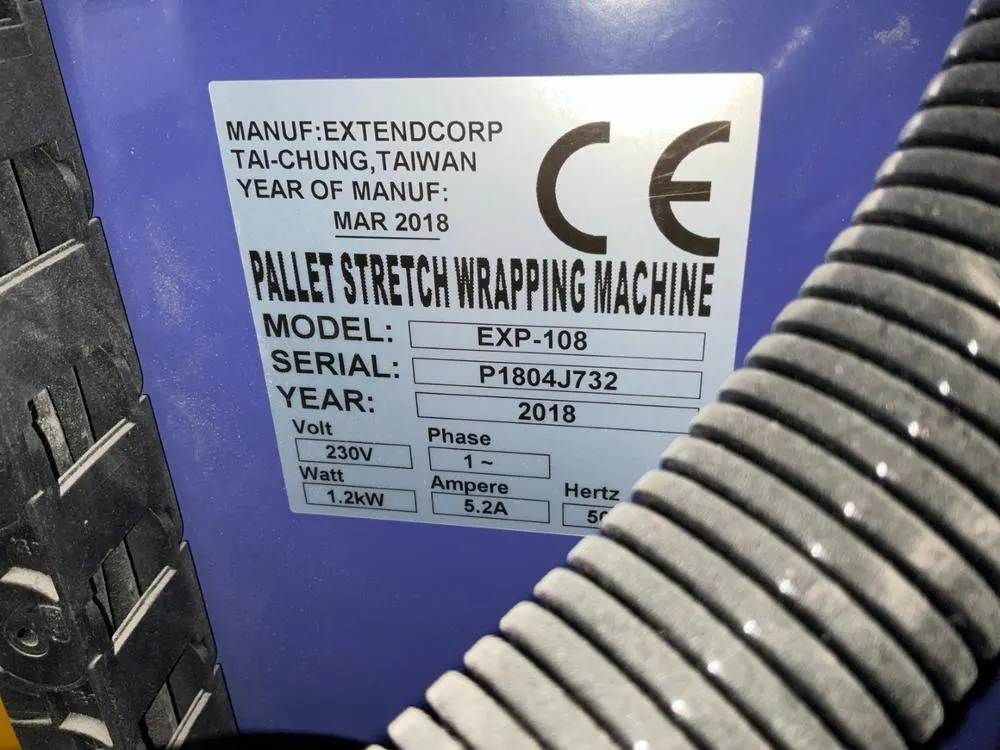 MANUF:EXTENDCORP
TAI-CHUNG,TAIWAN
YEAR OF MANUF:
MAR 2018
CE
PALLET STRETCH WRAPPING MACHINE
MODEL: EXP-108
SERIAL: P1804J732
YEAR: 2018
Volt Phase
230V 1 ~
Watt Ampere Hertz
1.2kW 5.2A